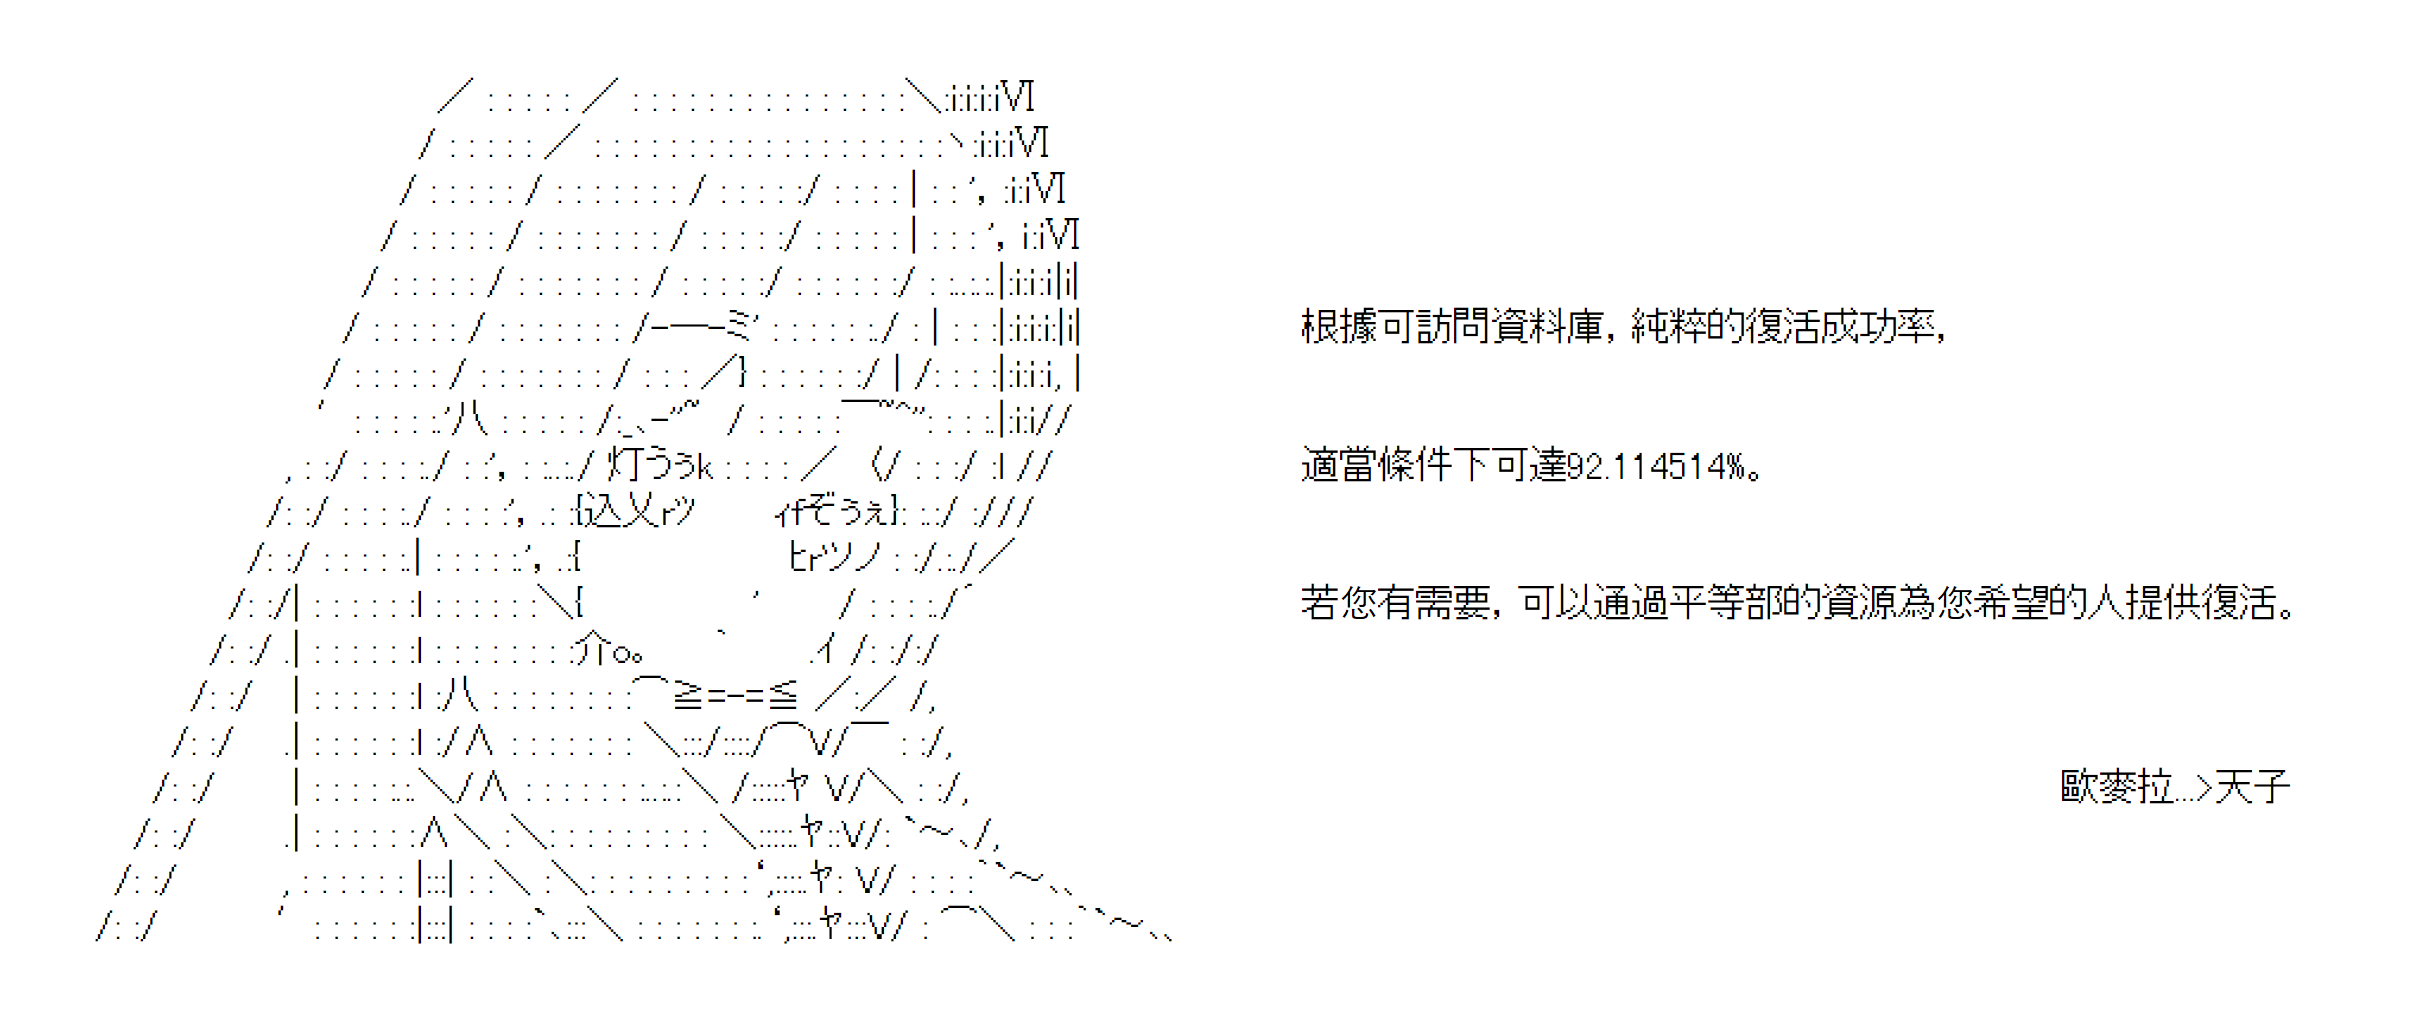 根據可訪問資料庫，純粹的復活成功率，
適當條件下可達92.114514%。
若您有需要，可以通過平等部的資源為您希望的人提供復活。
歐麥拉...>天子